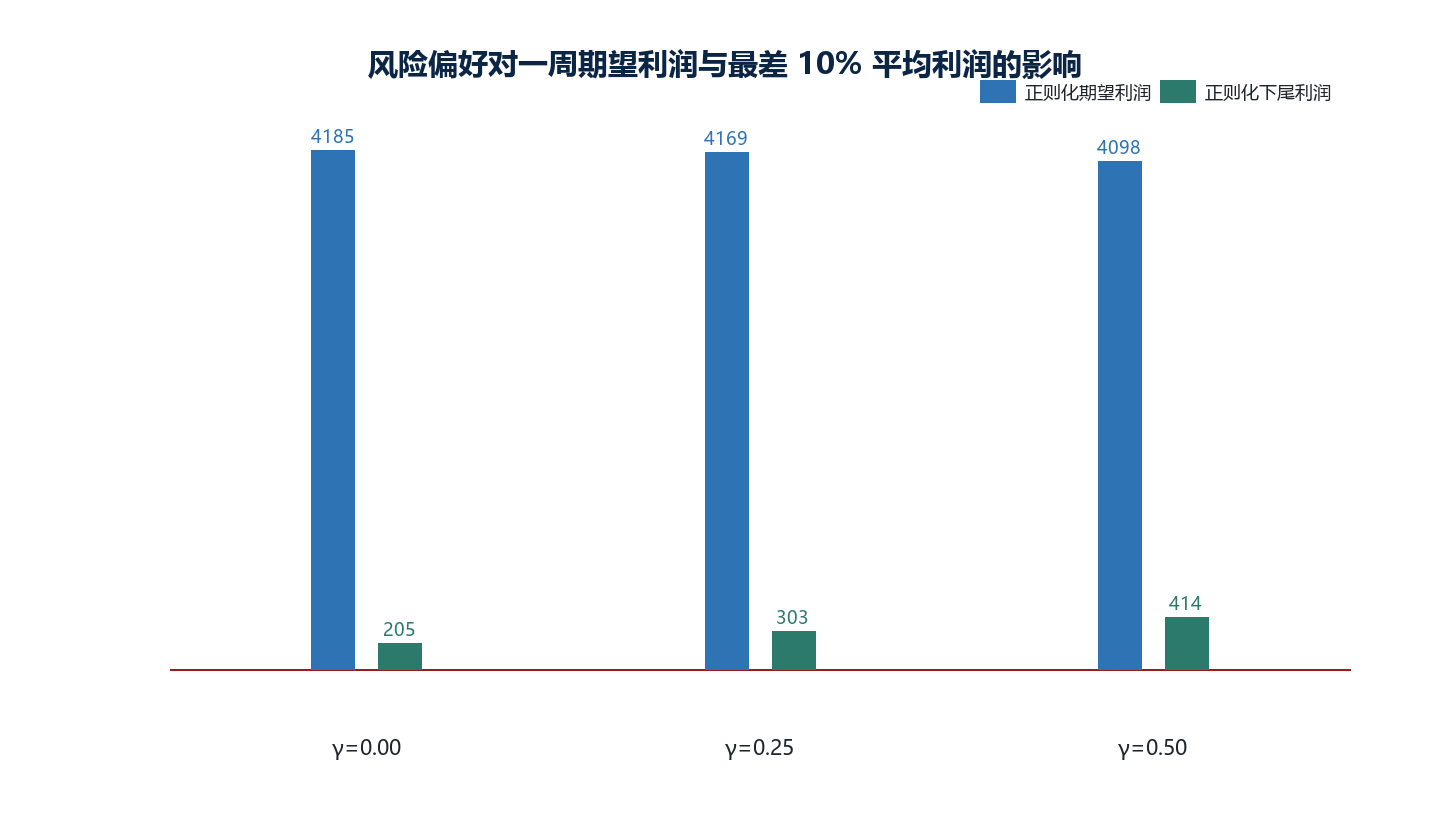 风险偏好对一周期望利润与最差 10% 平均利润的影响
正则化期望利润 正则化下尾利润
4185 4169 4098
205 303 414
γ=0.00 γ=0.25 γ=0.50